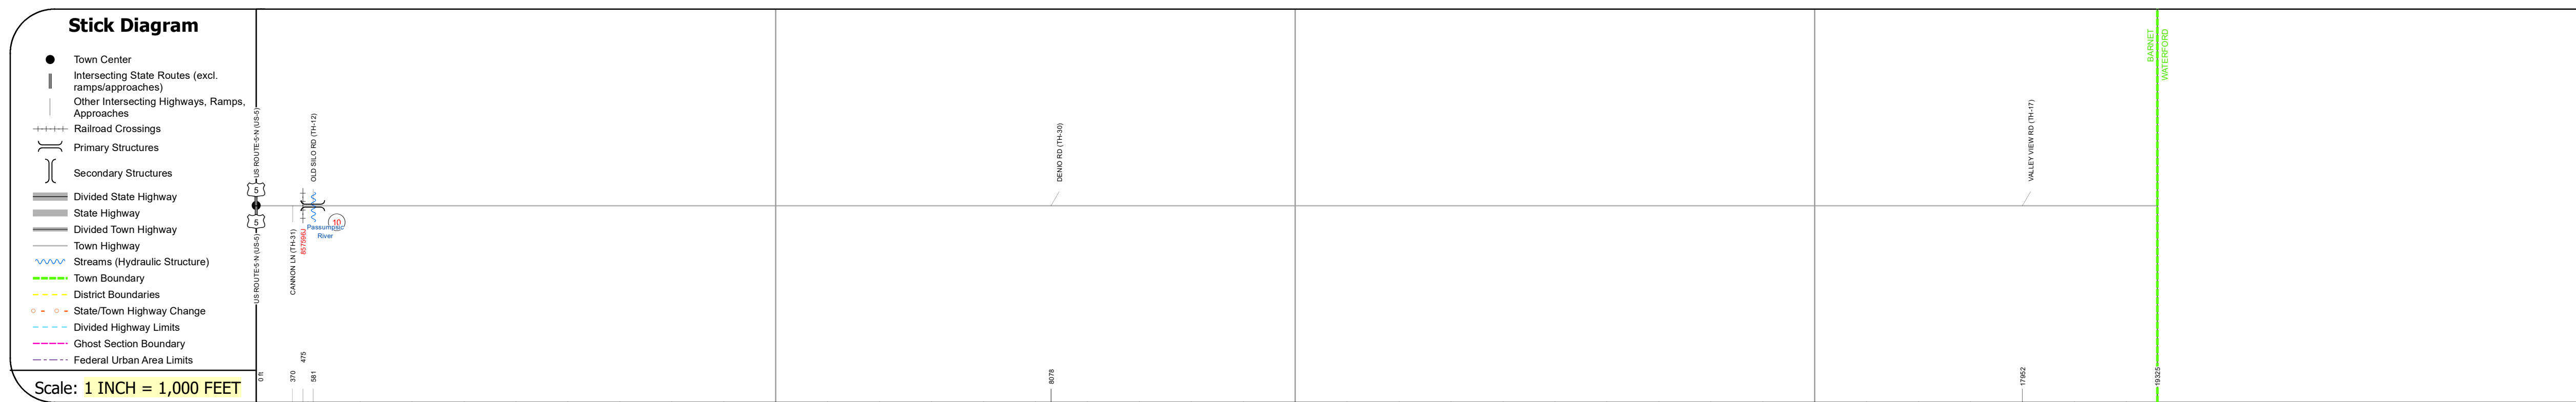 Stick Diagram
Town Center
Intersecting State Routes (excl.
ramps/approaches)
Other Intersecting Highways, Ramps,
Approaches
Railroad Crossings
Primary Structures
Secondary Structures
Divided State Highway
State Highway
Divided Town Highway
Town Highway
Streams (Hydraulic Structure)
Town Boundary
District Boundaries
State/Town Highway Change
Divided Highway Limits
Ghost Section Boundary
Federal Urban Area Limits
Scale: 1 INCH = 1,000 FEET
US ROUTE 5 N (US-5)
5
5
US ROUTE 5 N (US-5)
CANNON LN (TH-31)
OLD SILO RD (TH-12)
10
Passumpsic
River
DENIO RD (TH-30)
VALLEY VIEW RD (TH-17)
BARNET
WATERFORD
0 ft
370
475
581
8078
17952
19325